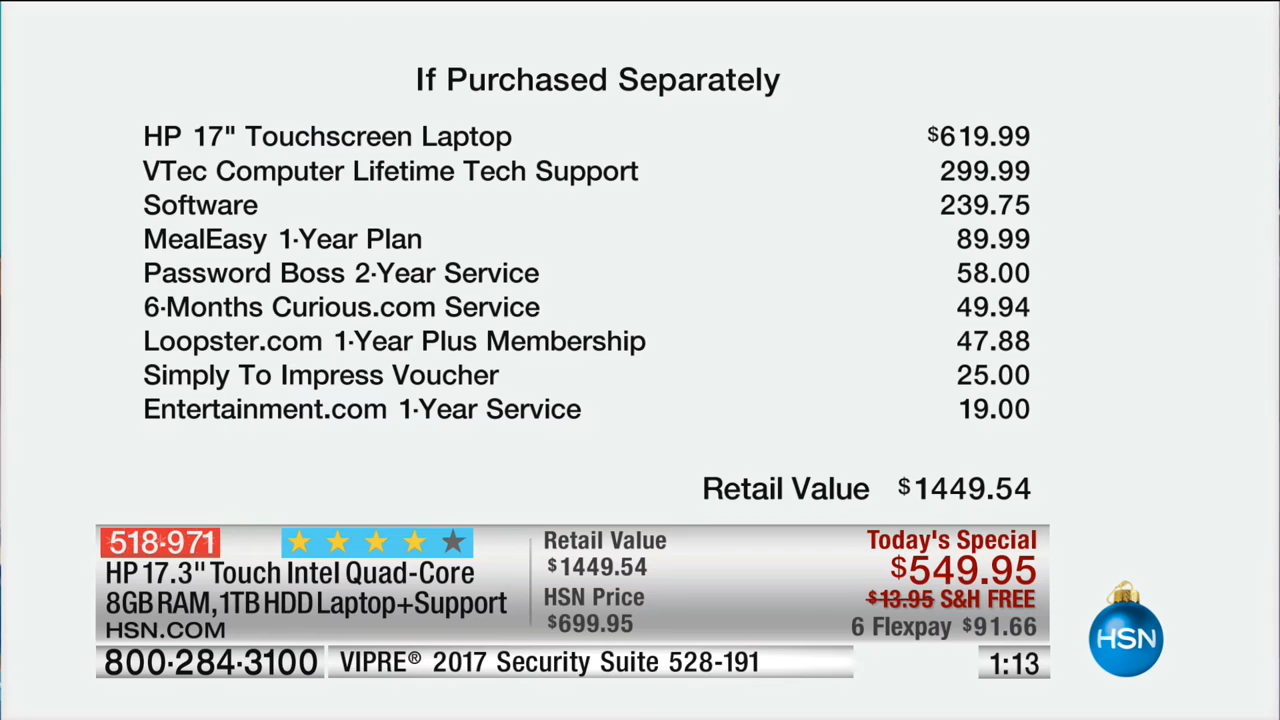 If Purchased Separately
HP 17" Touchscreen Laptop $619.99
VTec Computer Lifetime Tech Support 299.99
Software 239.75
MealEasy 1-Year Plan 89.99
Password Boss 2-Year Service 58.00
6-Months Curious.com Service 49.94
Loopster.com 1-Year Plus Membership 47.88
Simply To Impress Voucher 25.00
Entertainment.com 1-Year Service 19.00
Retail Value $1449.54
518-971
HP 17.3" Touch Intel Quad-Core
8GB RAM, 1TB HDD Laptop+Support
HSN.COM
Retail Value
$1449.54
HSN Price
$699.95
Today's Special
$549.95
$13.95 S&H FREE
6 Flexpay $91.66
HSN
800-284-3100
VIPRE® 2017 Security Suite 528-191
1:13